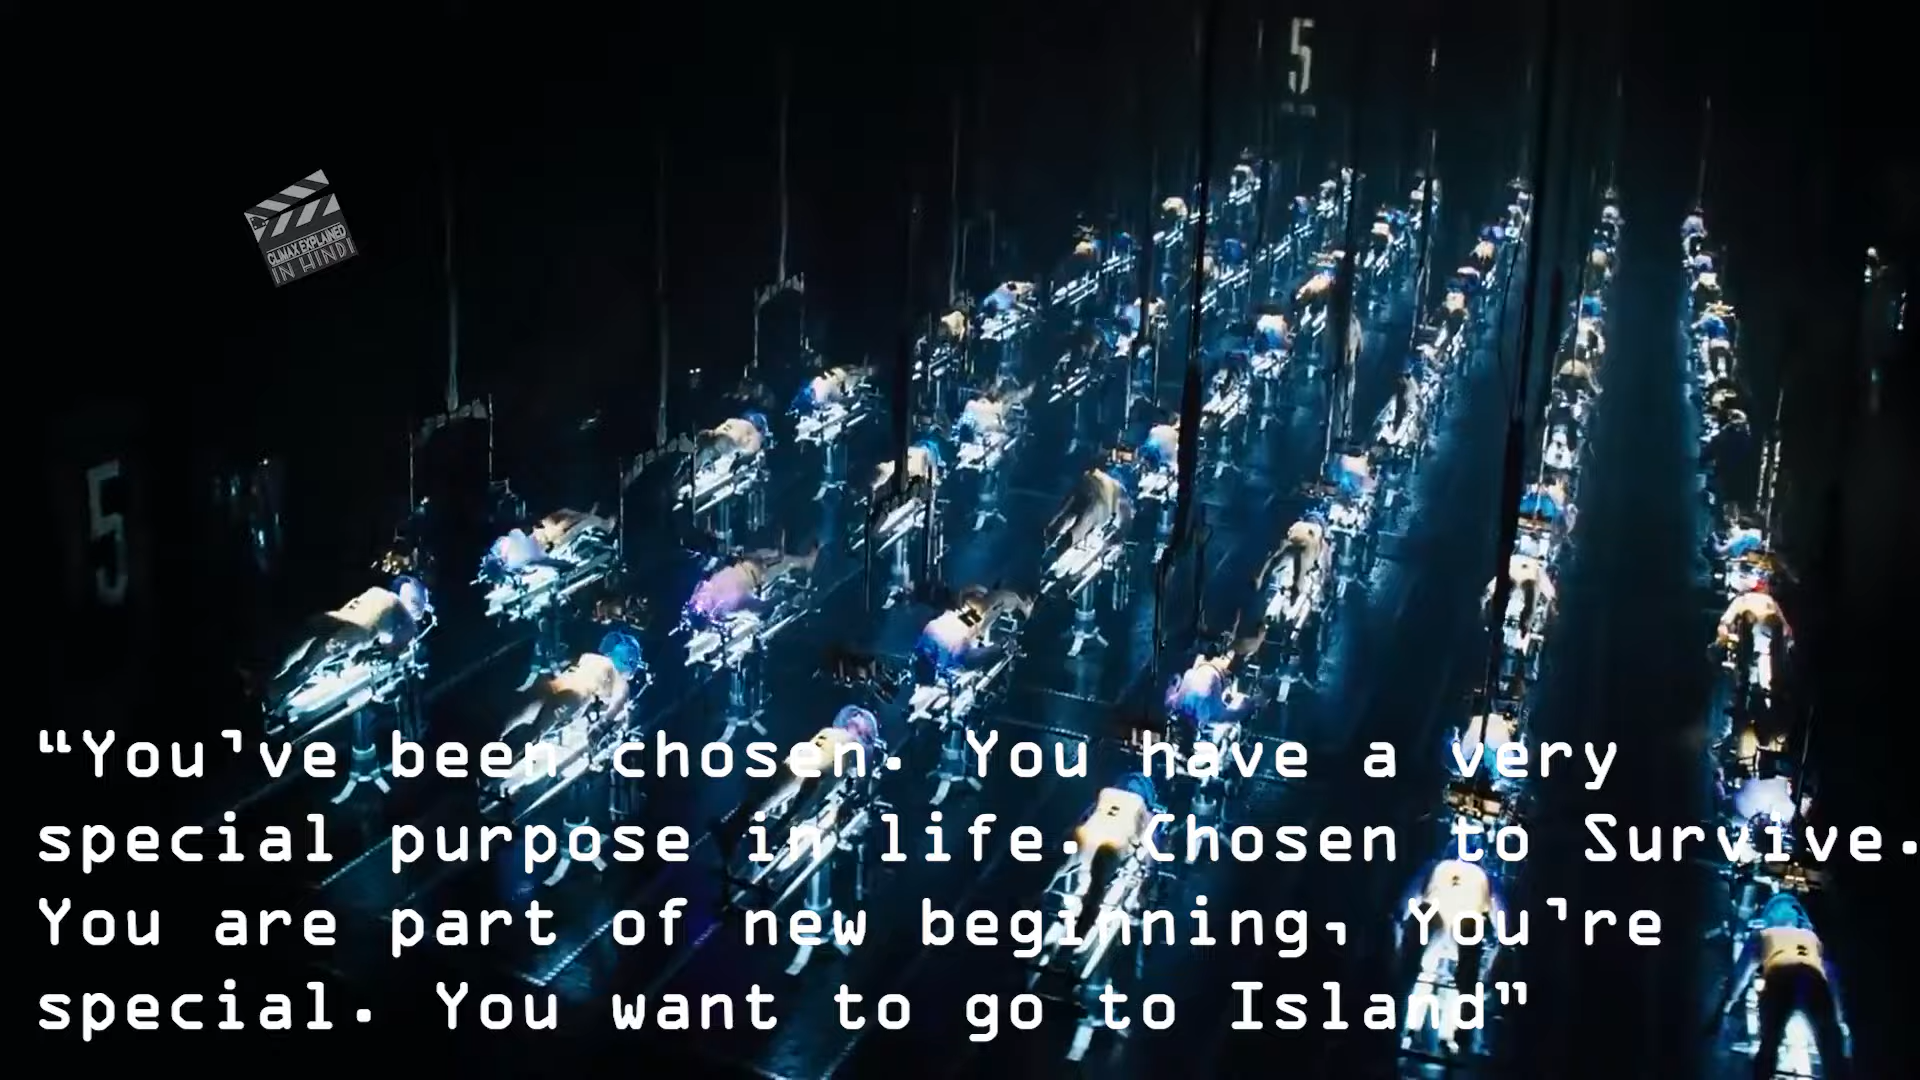 5
CLIMAX EXPLAINED
IN HINDI
5
“You've been chosen. You have a very
special purpose in life. Chosen to Survive.
You are part of new beginning, You're
special. You want to go to Island”